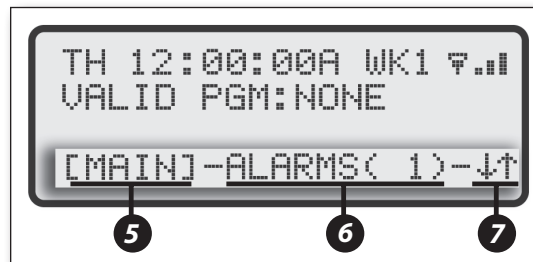 TH 12:00:00A WK1
VALID PGM:NONE
[MAIN]-ALARMS( 1)-↓↑
5 6 7